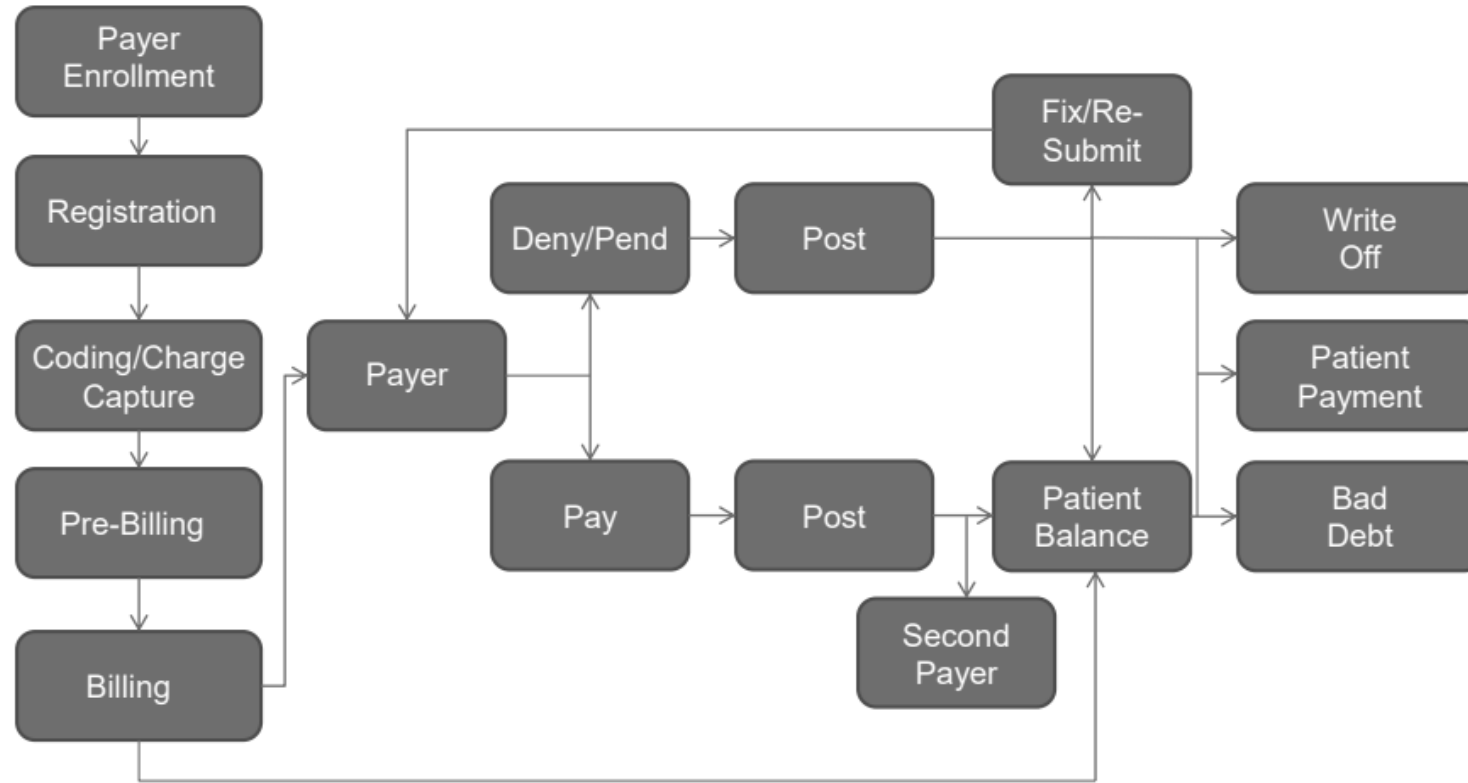 Payer
Enrollment
Registration
Coding/Charge
Capture
Pre-Billing
Billing
Payer
Deny/Pend
Post
Fix/Re-
Submit
Write
Off
Patient
Payment
Pay
Post
Patient
Balance
Bad
Debt
Second
Payer